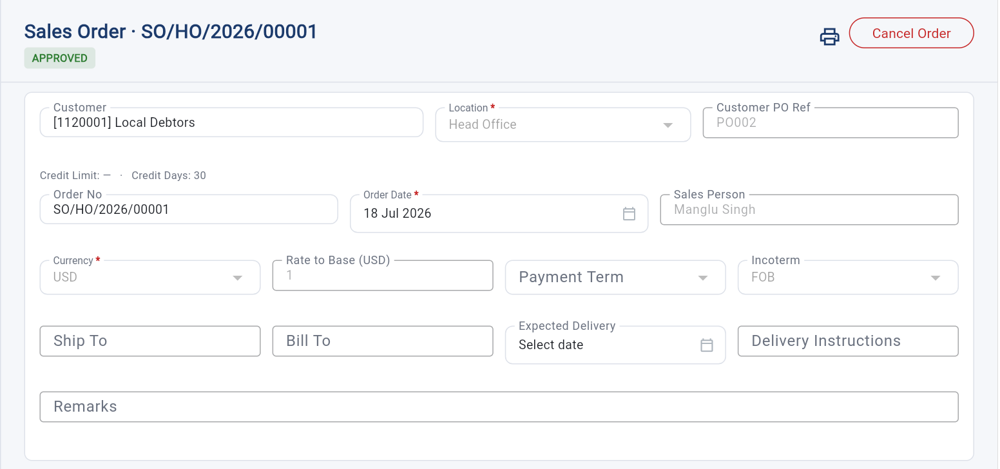 Sales Order · SO/HO/2026/00001
Cancel Order
APPROVED
Customer
[1120001] Local Debtors
Location *
Head Office
Customer PO Ref
PO002
Credit Limit: — · Credit Days: 30
Order No
SO/HO/2026/00001
Order Date *
18 Jul 2026
Sales Person
Manglu Singh
Currency *
USD
Rate to Base (USD)
1
Payment Term
Incoterm
FOB
Ship To
Bill To
Expected Delivery
Select date
Delivery Instructions
Remarks